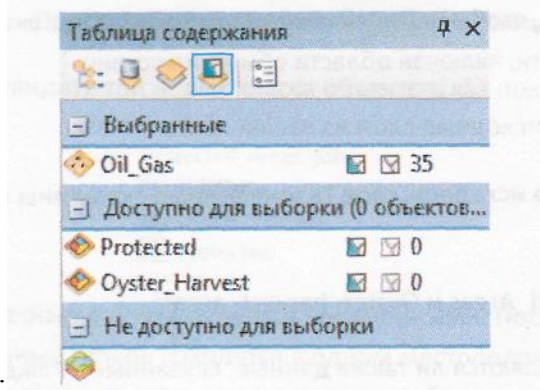 Таблица содержания
Выбранные
Oil_Gas 35
Доступно для выборки (0 объектов...
Protected 0
Oyster_Harvest 0
Не доступно для выборки